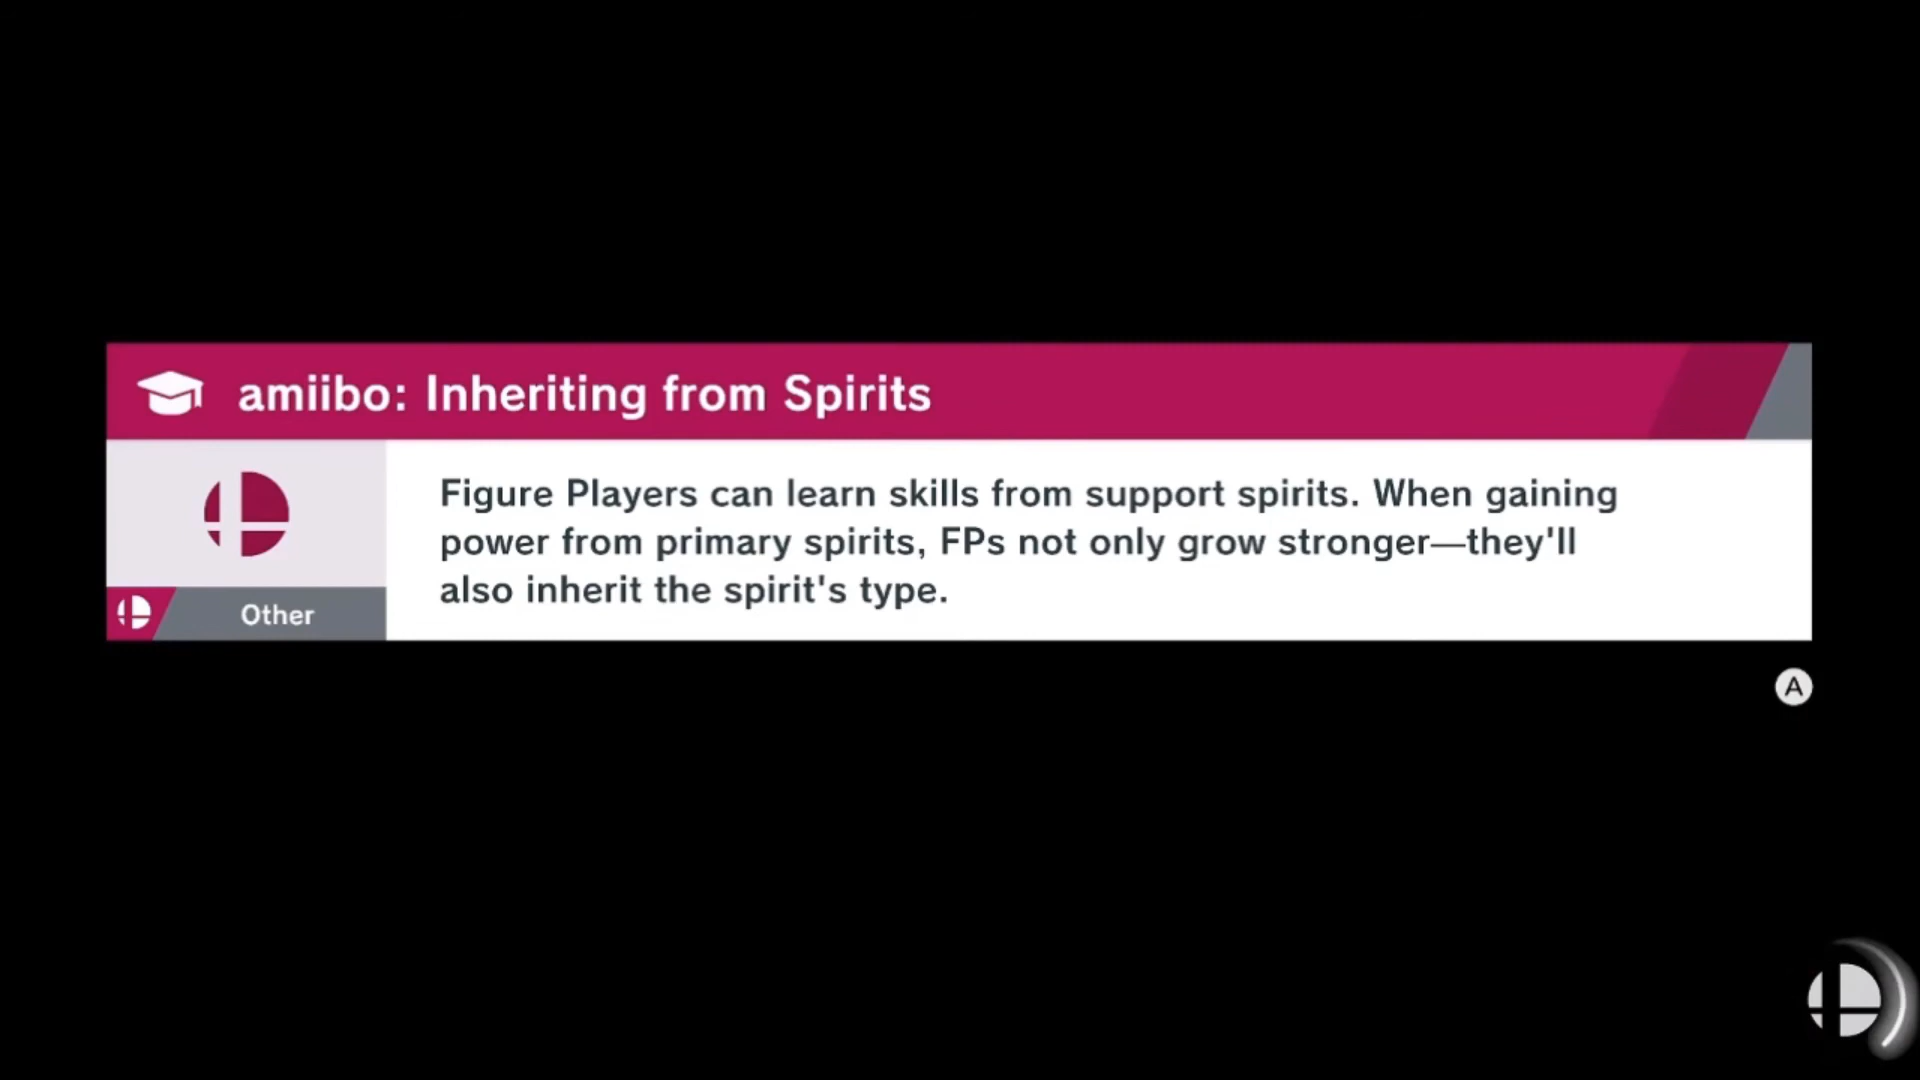 amiibo: Inheriting from Spirits
Figure Players can learn skills from support spirits. When gaining
power from primary spirits, FPs not only grow stronger—they'll
also inherit the spirit's type.
Other
A